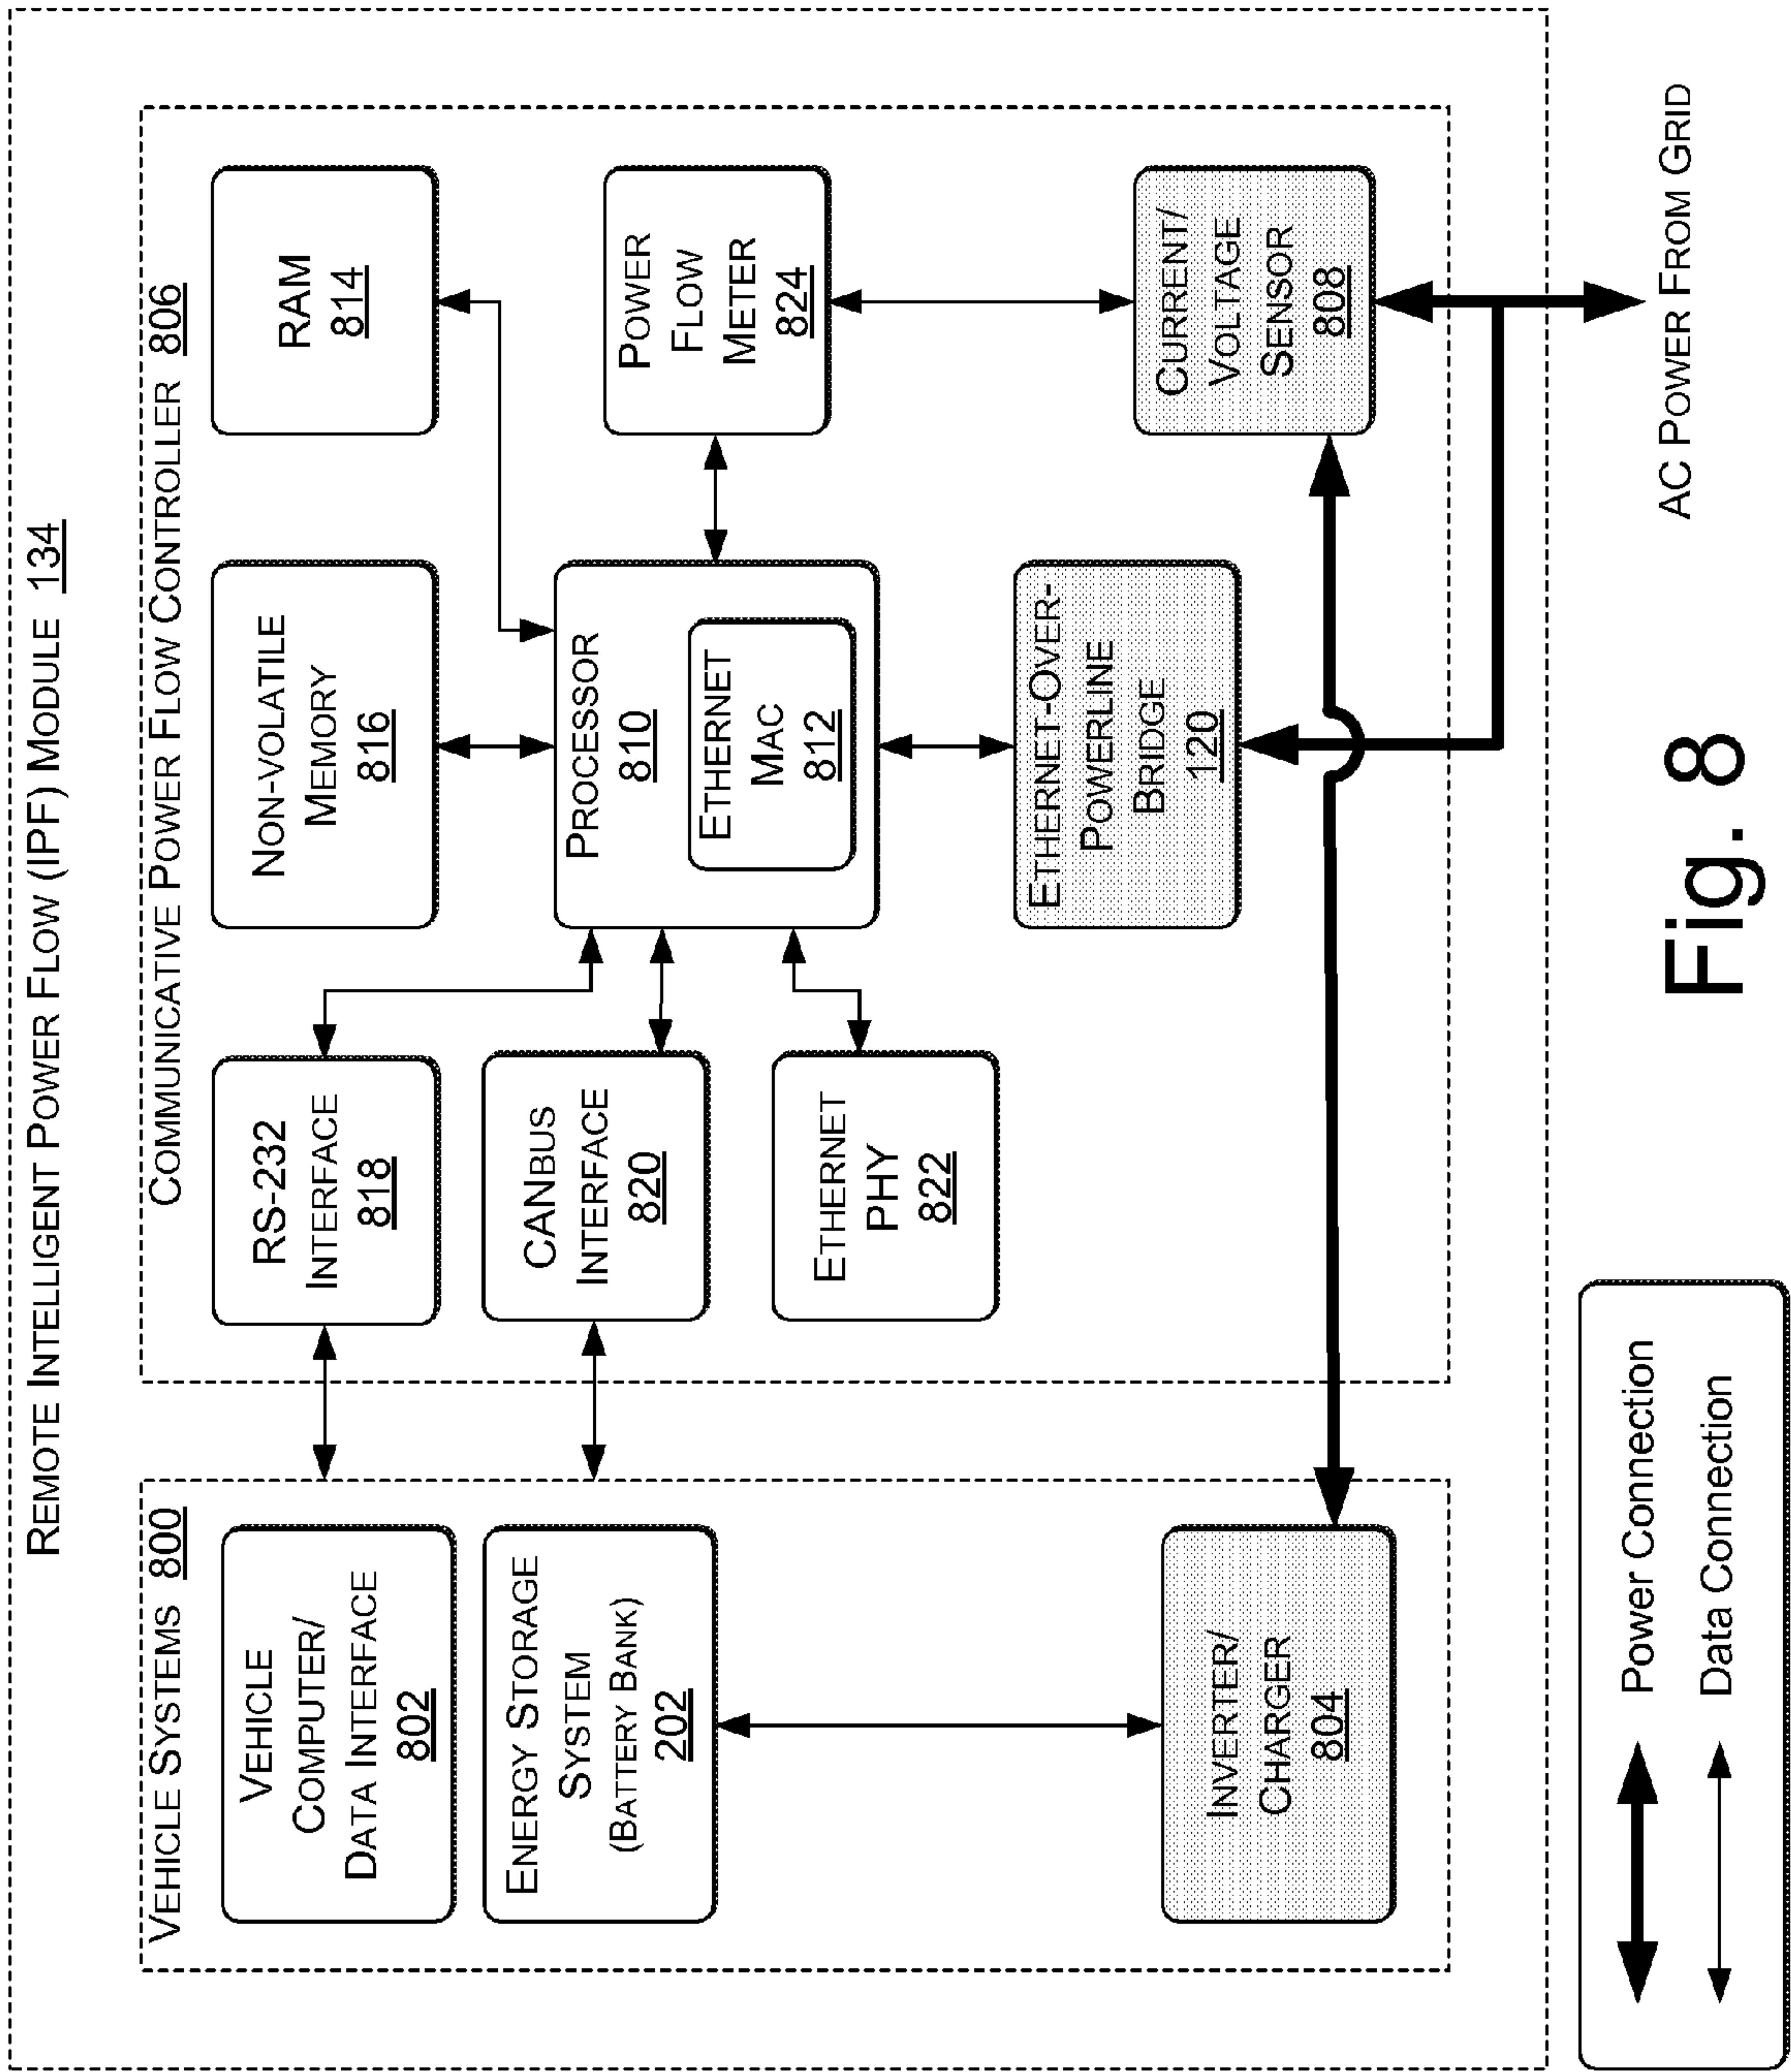 REMOTE INTELLIGENT POWER FLOW (IPF) MODULE 134
VEHICLE SYSTEMS 800
VEHICLE
COMPUTER/
DATA INTERFACE
802
ENERGY STORAGE
SYSTEM
(BATTERY BANK)
202
INVERTER/
CHARGER
804
COMMUNICATIVE POWER FLOW CONTROLLER 806
RS-232
INTERFACE
818
CANBUS
INTERFACE
820
ETHERNET
PHY
822
NON-VOLATILE
MEMORY
816
PROCESSOR
810
ETHERNET
MAC
812
ETHERNET-OVER-
POWERLINE
BRIDGE
120
RAM
814
POWER
FLOW
METER
824
CURRENT/
VOLTAGE
SENSOR
808
AC POWER FROM GRID
Power Connection
Data Connection
Fig. 8